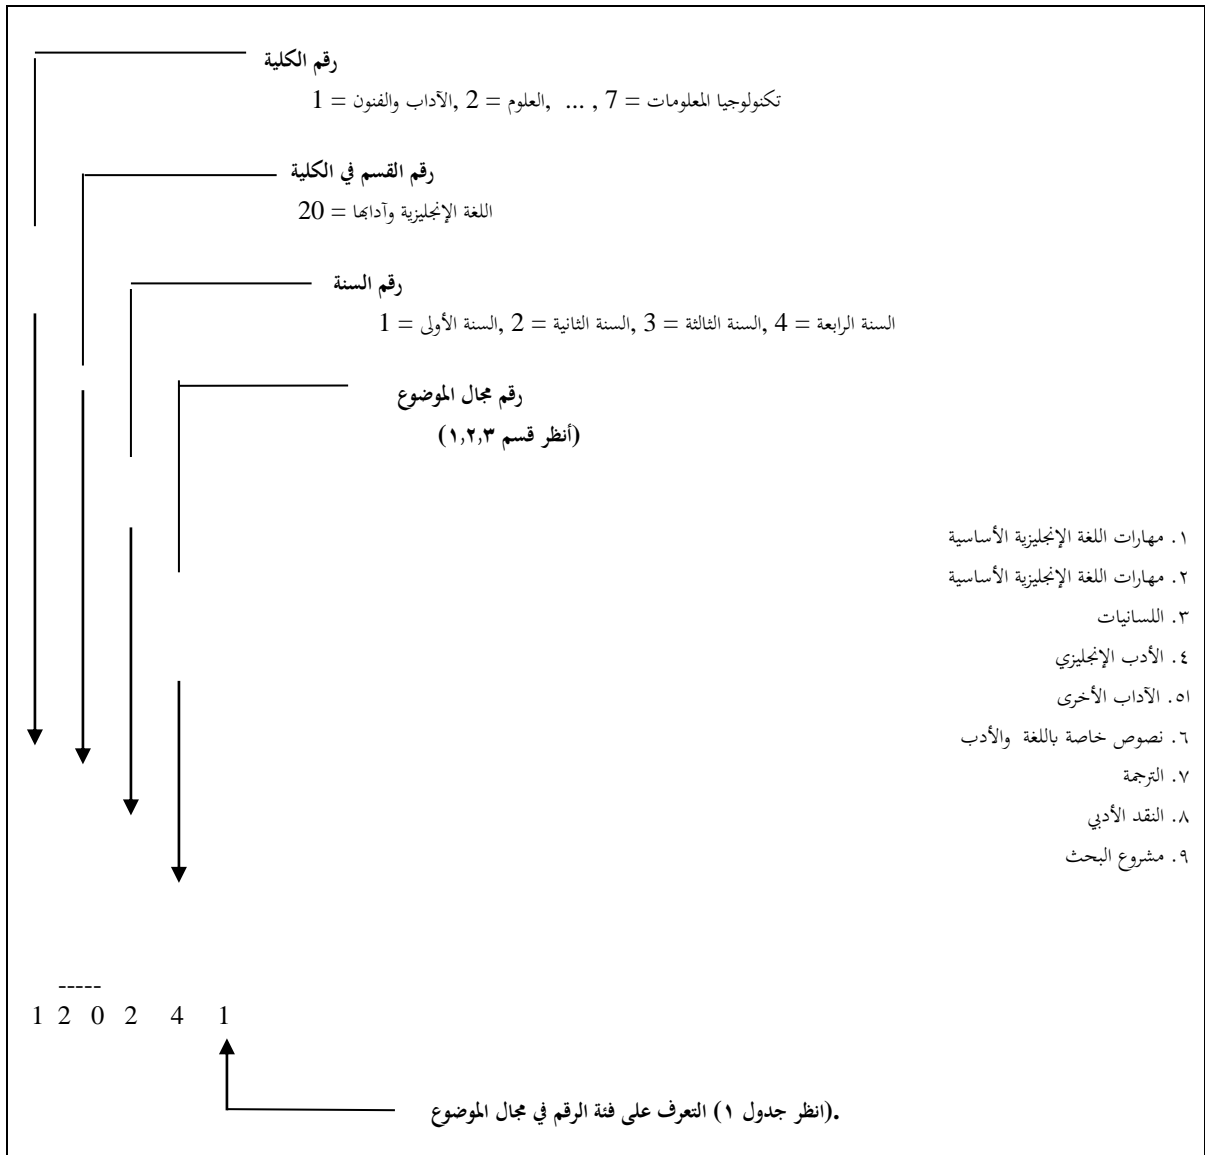 رقم الكلية
تكنولوجيا المعلومات = 7 , ... ,العلوم = 2 ,الآداب والفنون = 1
رقم القسم في الكلية
اللغة الإنجليزية وآدابها = 20
رقم السنة
السنة الرابعة = 4 ,السنة الثالثة = 3 ,السنة الثانية = 2 ,السنة الأولى = 1
رقم مجال الموضوع
(أنظر قسم ١,٢,٣)
١. مهارات اللغة الإنجليزية الأساسية
٢. مهارات اللغة الإنجليزية الأساسية
٣. اللسانيات
٤. الأدب الإنجليزي
٥ا. الآداب الأخرى
٦. نصوص خاصة باللغة والأدب
٧. الترجمة
٨. النقد الأدبي
٩. مشروع البحث
-----
1 2 0 2 4 1
.(انظر جدول ١) التعرف على فئة الرقم في مجال الموضوع